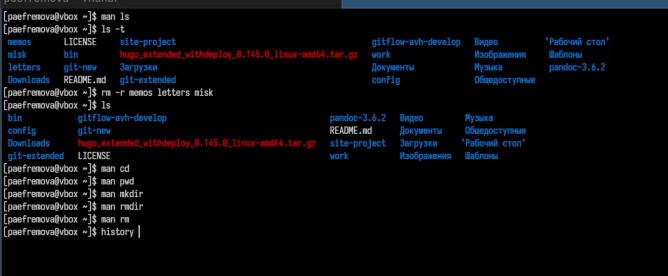 [paefremova@vbox ~]$ man ls
[paefremova@vbox ~]$ ls -t
memos LICENSE site-project gitflow-avh-develop Видео 'Рабочий стол'
misk bin hugo_extended_withdeploy_0.145.0_linux-amd64.tar.gz work Изображения Шаблоны
letters git-new Загрузки Документы Музыка pandoc-3.6.2
Downloads README.md git-extended config Общедоступные
[paefremova@vbox ~]$ rm -r memos letters misk
[paefremova@vbox ~]$ ls
bin gitflow-avh-develop pandoc-3.6.2 Видео Музыка
config git-new README.md Документы Общедоступные
Downloads hugo_extended_withdeploy_0.145.0_linux-amd64.tar.gz site-project Загрузки 'Рабочий стол'
git-extended LICENSE work Изображения Шаблоны
[paefremova@vbox ~]$ man cd
[paefremova@vbox ~]$ man pwd
[paefremova@vbox ~]$ man mkdir
[paefremova@vbox ~]$ man rmdir
[paefremova@vbox ~]$ man rm
[paefremova@vbox ~]$ history